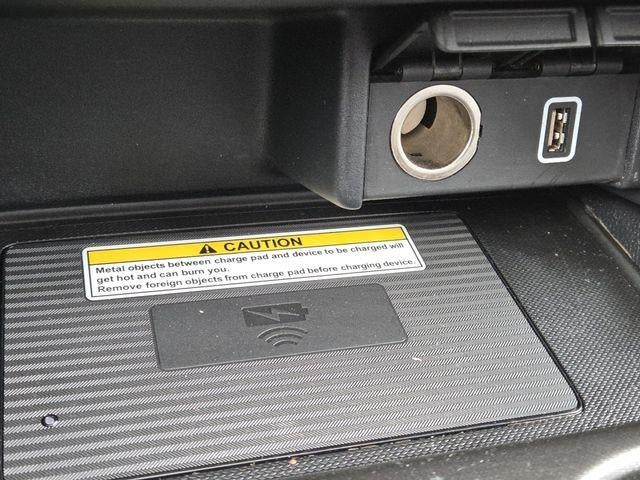 CAUTION
Metal objects between charge pad and device to be charged will
get hot and can burn you.
Remove foreign objects from charge pad before charging device.